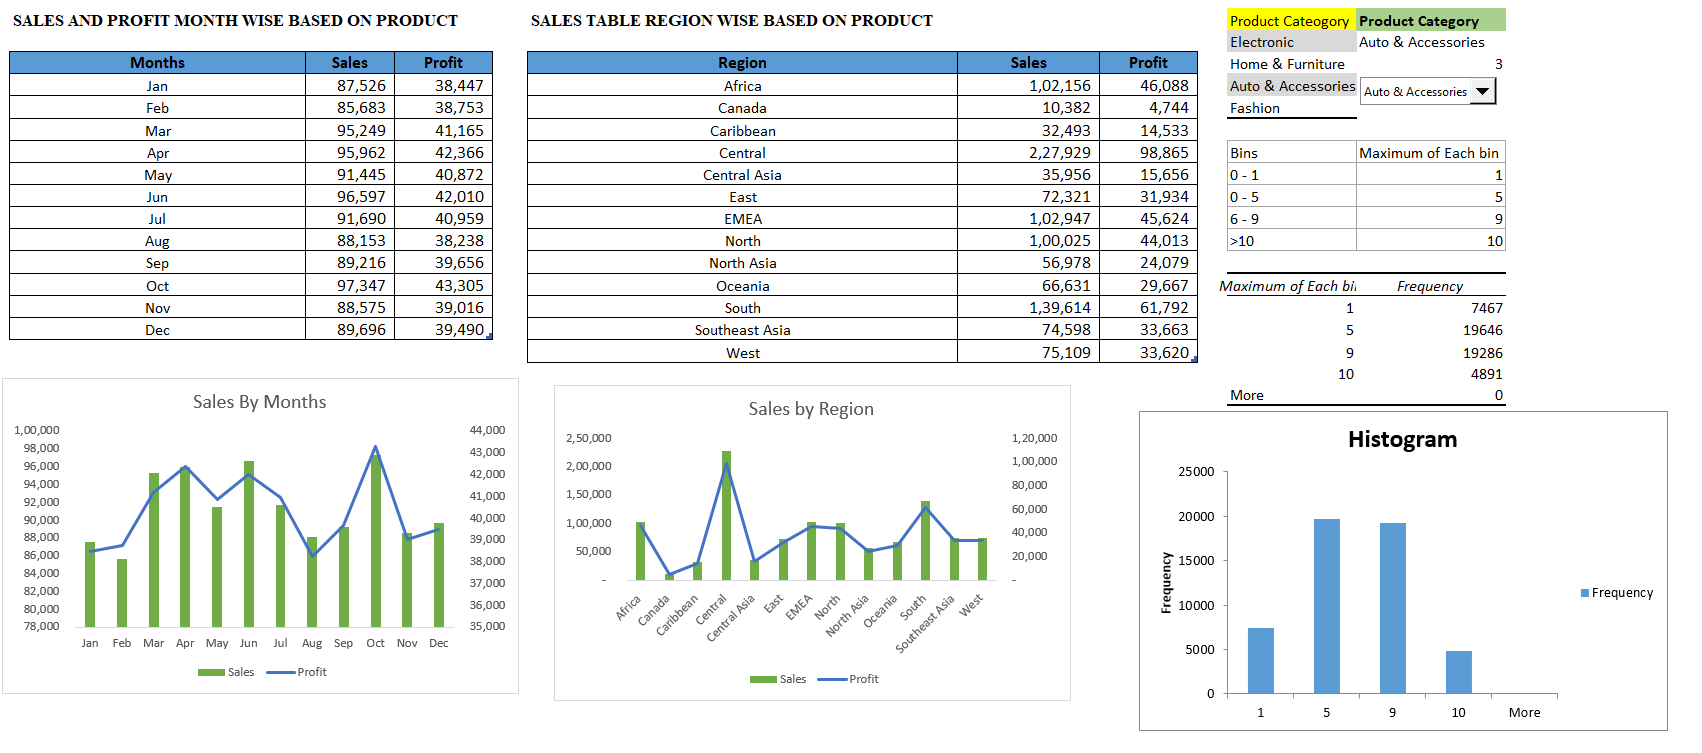 SALES AND PROFIT MONTH WISE BASED ON PRODUCT
Months Sales Profit
Jan 87,526 38,447
Feb 85,683 38,753
Mar 95,249 41,165
Apr 95,962 42,366
May 91,445 40,872
Jun 96,597 42,010
Jul 91,690 40,959
Aug 88,153 38,238
Sep 89,216 39,656
Oct 97,347 43,305
Nov 88,575 39,016
Dec 89,696 39,490
SALES TABLE REGION WISE BASED ON PRODUCT
Region Sales Profit
Africa 1,02,156 46,088
Canada 10,382 4,744
Caribbean 32,493 14,533
Central 2,27,929 98,865
Central Asia 35,956 15,656
East 72,321 31,934
EMEA 1,02,947 45,624
North 1,00,025 44,013
North Asia 56,978 24,079
Oceania 66,631 29,667
South 1,39,614 61,792
Southeast Asia 74,598 33,663
West 75,109 33,620
Product Cateogory Product Category
Electronic Auto & Accessories
Home & Furniture 3
Auto & Accessories Auto & Accessories
Fashion
Bins Maximum of Each bin
0 - 1 1
0 - 5 5
6 - 9 9
>10 10
Maximum of Each bi Frequency
1 7467
5 19646
9 19286
10 4891
More 0
Sales By Months
1,00,000
98,000
96,000
94,000
92,000
90,000
88,000
86,000
84,000
82,000
80,000
78,000
44,000
43,000
42,000
41,000
40,000
39,000
38,000
37,000
36,000
35,000
Jan Feb Mar Apr May Jun Jul Aug Sep Oct Nov Dec
Sales Profit
Sales by Region
2,50,000
2,00,000
1,50,000
1,00,000
50,000
-
1,20,000
1,00,000
80,000
60,000
40,000
20,000
-
Africa Canada Caribbean Central Central Asia East EMEA North North Asia Oceania South Southeast Asia West
Sales Profit
Histogram
Frequency
25000
20000
15000
10000
5000
0
1 5 9 10 More
Frequency